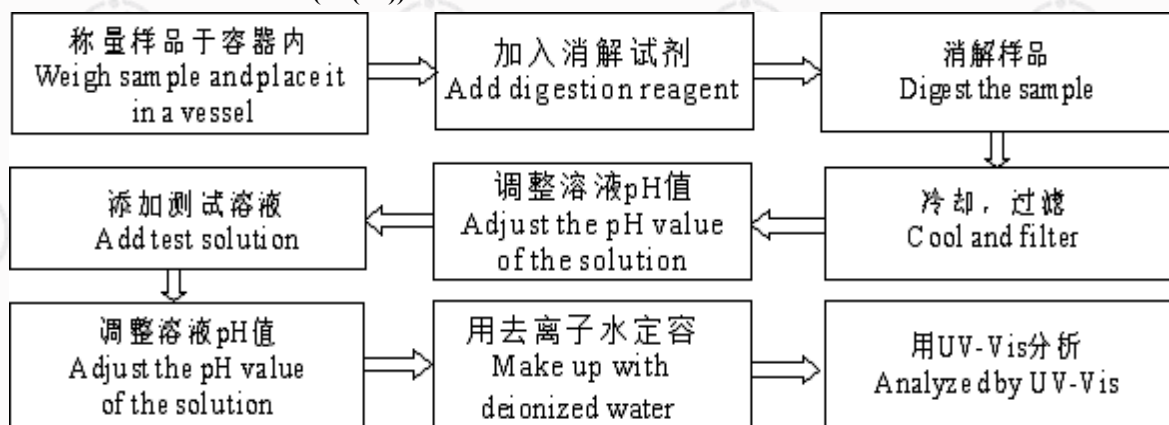 称量样品于容器内
Weigh sample and place it
in a vessel
加入消解试剂
Add digestion reagent
消解样品
Digest the sample
冷却，过滤
Cool and filter
调整溶液pH值
Adjust the pH value
of the solution
添加测试溶液
Add test solution
调整溶液pH值
Adjust the pH value
of the solution
用去离子水定容
Make up with
deionized water
用UV-Vis分析
Analyzed by UV-Vis